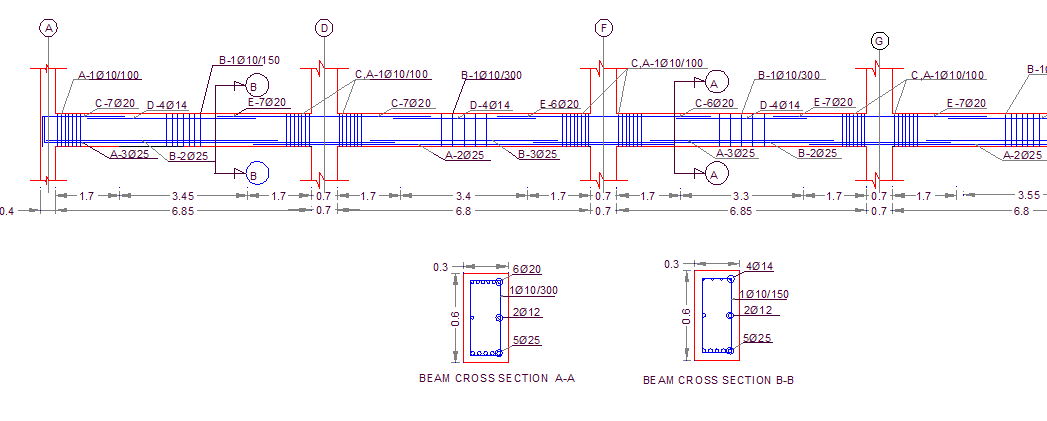 A D F G
B-1Ø10/150
A-1Ø10/100 B C,A-1Ø10/100 B-1Ø10/300 C,A-1Ø10/100 A B-1Ø10/300 C,A-1Ø10/100 B-1
C-7Ø20 D-4Ø14 E-7Ø20 C-7Ø20 D-4Ø14 E-6Ø20 C-6Ø20 D-4Ø14 E-7Ø20 E-7Ø20
A-3Ø25 B-2Ø25 A-2Ø25 B-3Ø25 A-2Ø25 B-2Ø25 A-2Ø25
B A
1.7 3.45 1.7 0.7 1.7 3.4 1.7 0.7 1.7 3.3 1.7 0.7 1.7 3.55
0.4 6.85 0.7 6.8 0.7 6.85 0.7 6.8
0.3 6Ø20
1Ø10/300
0.6 2Ø12
5Ø25
BEAM CROSS SECTION A-A
0.3 4Ø14
1Ø10/150
0.6 2Ø12
5Ø25
BEAM CROSS SECTION B-B